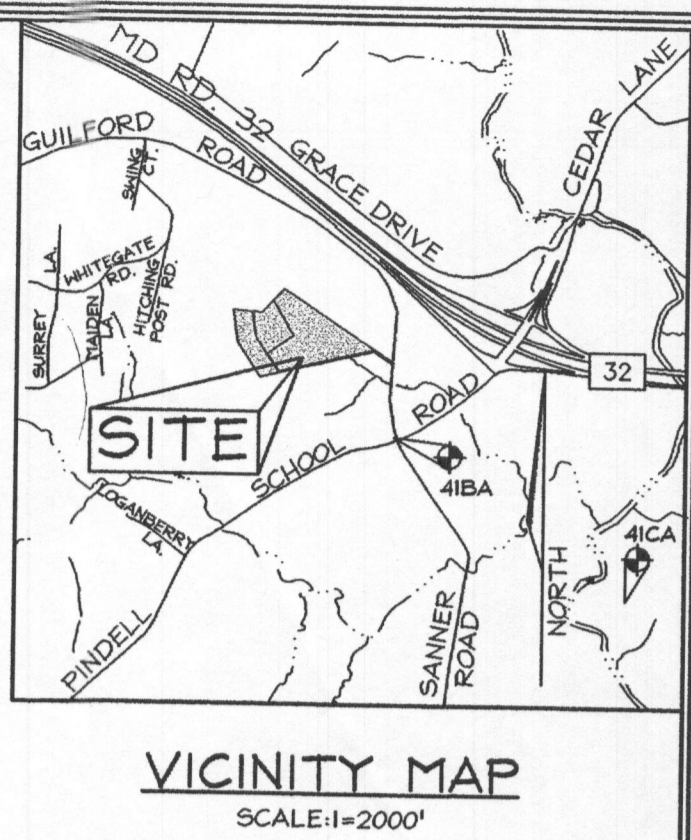 MD RD. 32
GRACE DRIVE
CEDAR LANE
GUILFORD ROAD
SWING CT.
WHITEGATE RD.
HITCHING POST RD.
MAIDEN LA.
SURREY LA.
32
SITE
PINDELL SCHOOL ROAD
41BA
LOGANBERRY LA.
41CA
NORTH
SANNER ROAD
VICINITY MAP
SCALE:1=2000'